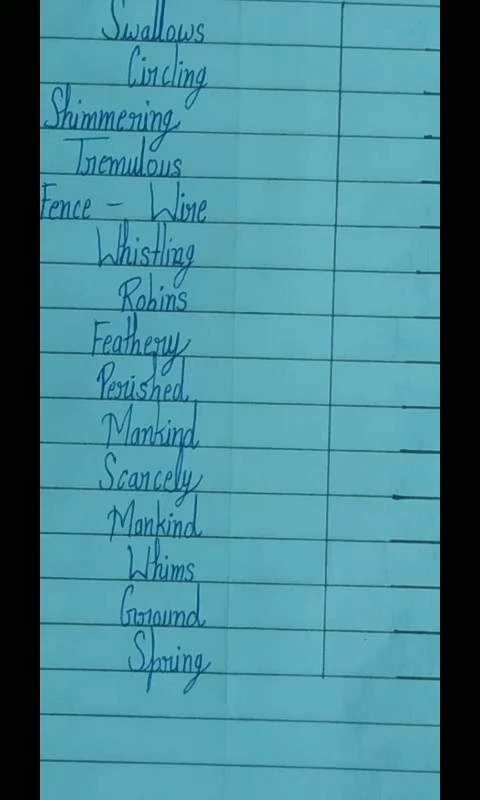 Swallows
Circling
Shimmering
Tremulous
Fence - Wire
Whistling
Robins
Feathery
Perished
Mankind
Scarcely
Mankind
Whims
Ground
Spring